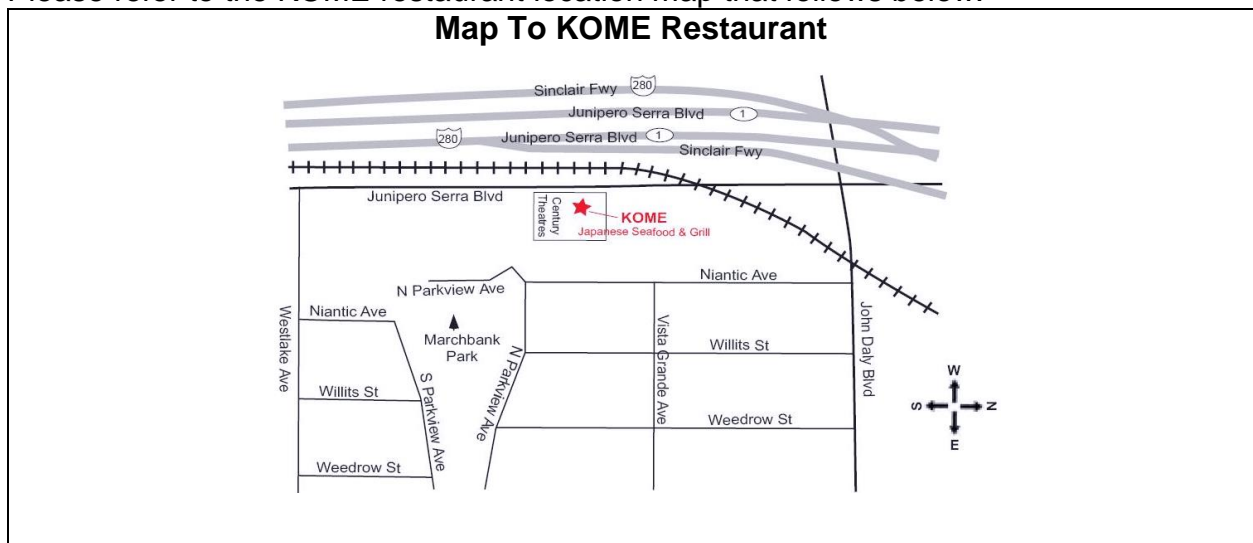 Please refer to the KOME restaurant location map that follows below.
Map To KOME Restaurant
Sinclair Fwy 280
Junipero Serra Blvd 1
280 Junipero Serra Blvd 1
Sinclair Fwy
Junipero Serra Blvd
Century
Theatres
KOME
Japanese Seafood & Grill
N Parkview Ave
Niantic Ave
Westlake Ave
Niantic Ave
Marchbank
Park
N Parkview Ave
Vista Grande Ave
Willits St
John Daly Blvd
Willits St
S Parkview Ave
Weedrow St
Weedrow St
W
S
N
E